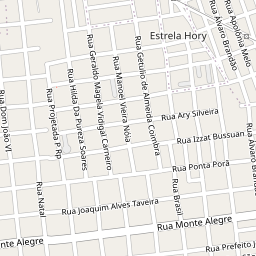 Estrela Hory
Rua Apolônia Melo
Rua Álvaro Brandão
Rua Getúlio de Almeida Coimbra
Rua Manoel Vieira Nóia
Rua Geraldo Magela Vidigal Carneiro
Rua Hilda Da Pureza Soares
Rua Projetada P Rp
Rua Dom João VI
Rua Ary Silveira
Rua Izzat Bussuan
Rua Ponta Porã
Rua Álvaro Brandão
Rua Natal
Rua Brasil
Rua Joaquim Alves Taveira
Rua Monte Alegre
Monte Alegre
Rua Prefeito J